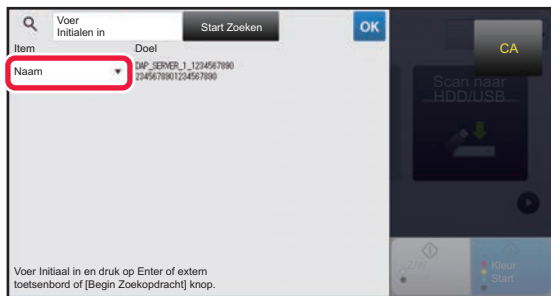 Voer
Initialen in
Start Zoeken
OK
Item
Doel
CA
Naam
DAP_SERVER_1_1234567890
2345678901234567890
Scan naar
HDD/USB
Voer Initiaal in en druk op Enter of extern
toetsenbord of [Begin Zoekopdracht] knop.
Z/W
Start
Kleur
Start